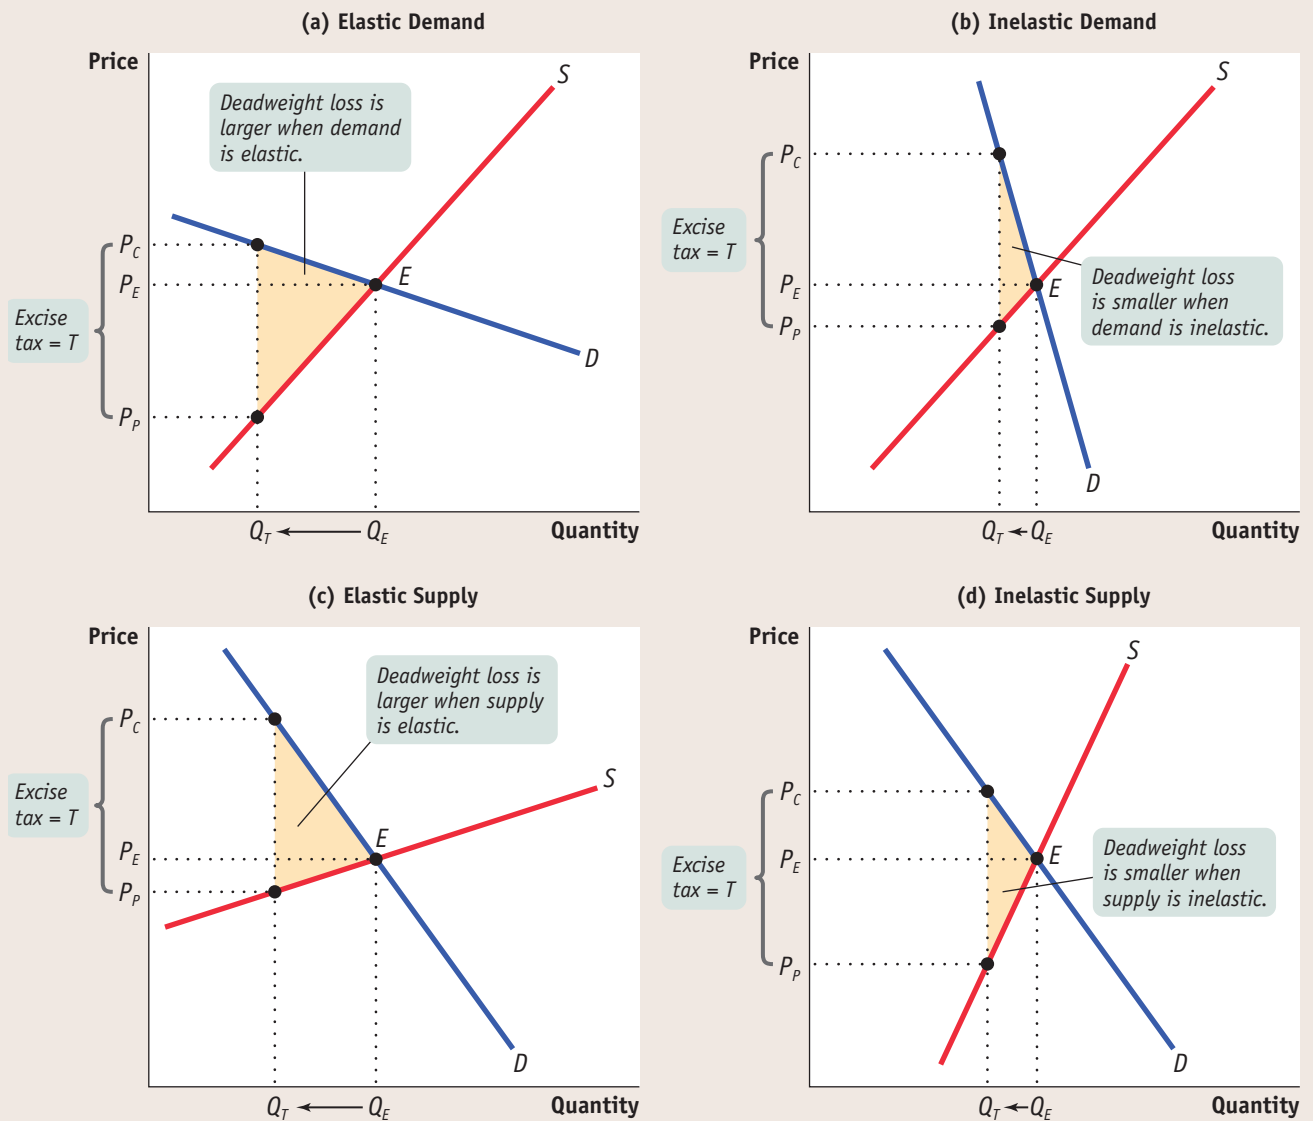 (a) Elastic Demand
Price
S
Deadweight loss is
larger when demand
is elastic.
P_C
P_E
E
Excise
tax = T
D
P_P
Q_T
Q_E
Quantity
(b) Inelastic Demand
Price
S
P_C
Excise
tax = T
P_E
E
Deadweight loss
is smaller when
demand is inelastic.
P_P
D
Q_T
Q_E
Quantity
(c) Elastic Supply
Price
Deadweight loss is
larger when supply
is elastic.
P_C
S
Excise
tax = T
E
P_E
P_P
D
Q_T
Q_E
Quantity
(d) Inelastic Supply
Price
S
P_C
Excise
tax = T
P_E
E
Deadweight loss
is smaller when
supply is inelastic.
P_P
D
Q_T
Q_E
Quantity